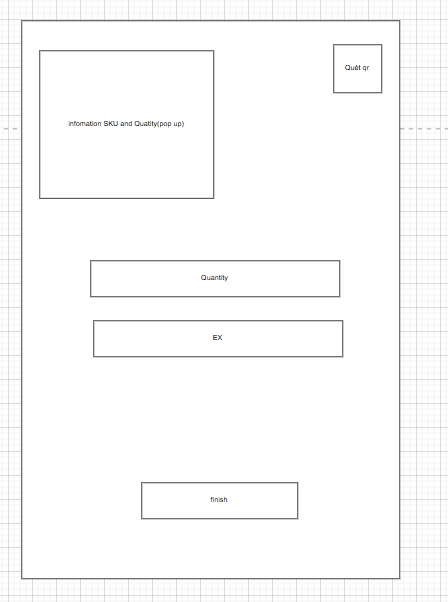 Quét qr
infomation SKU and Quatity(pop up)
Quantity
EX
finish